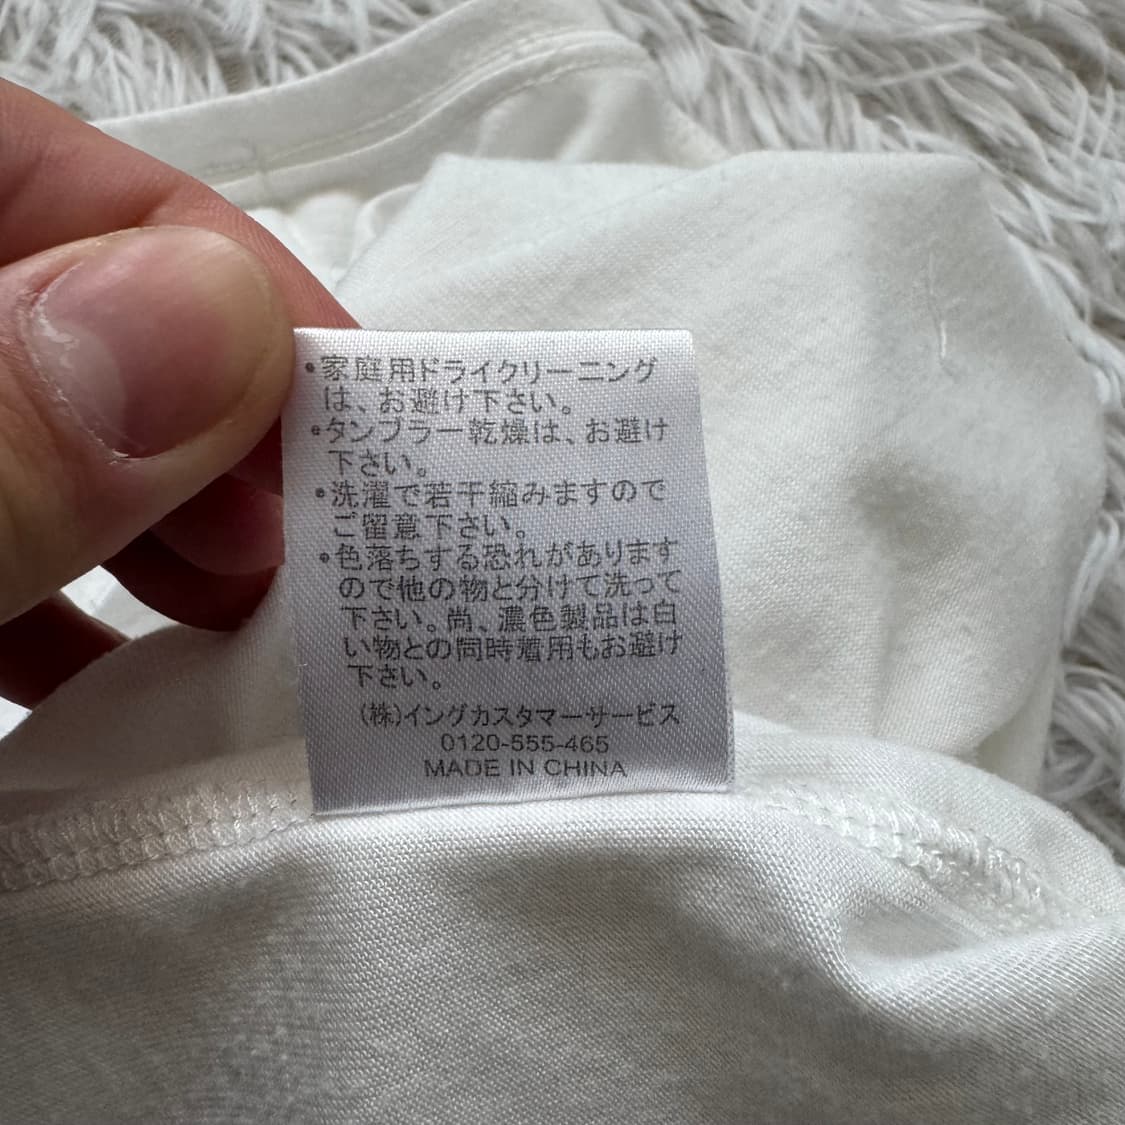 •家庭用ドライクリーニング
は、お避け下さい。
•タンブラー乾燥は、お避け
下さい。
•洗濯で若干縮みますので
ご留意下さい。
•色落ちする恐れがあります
ので他の物と分けて洗って
下さい。尚、濃色製品は白
い物との同時着用もお避け
下さい。
(株)イングカスタマーサービス
0120-555-465
MADE IN CHINA